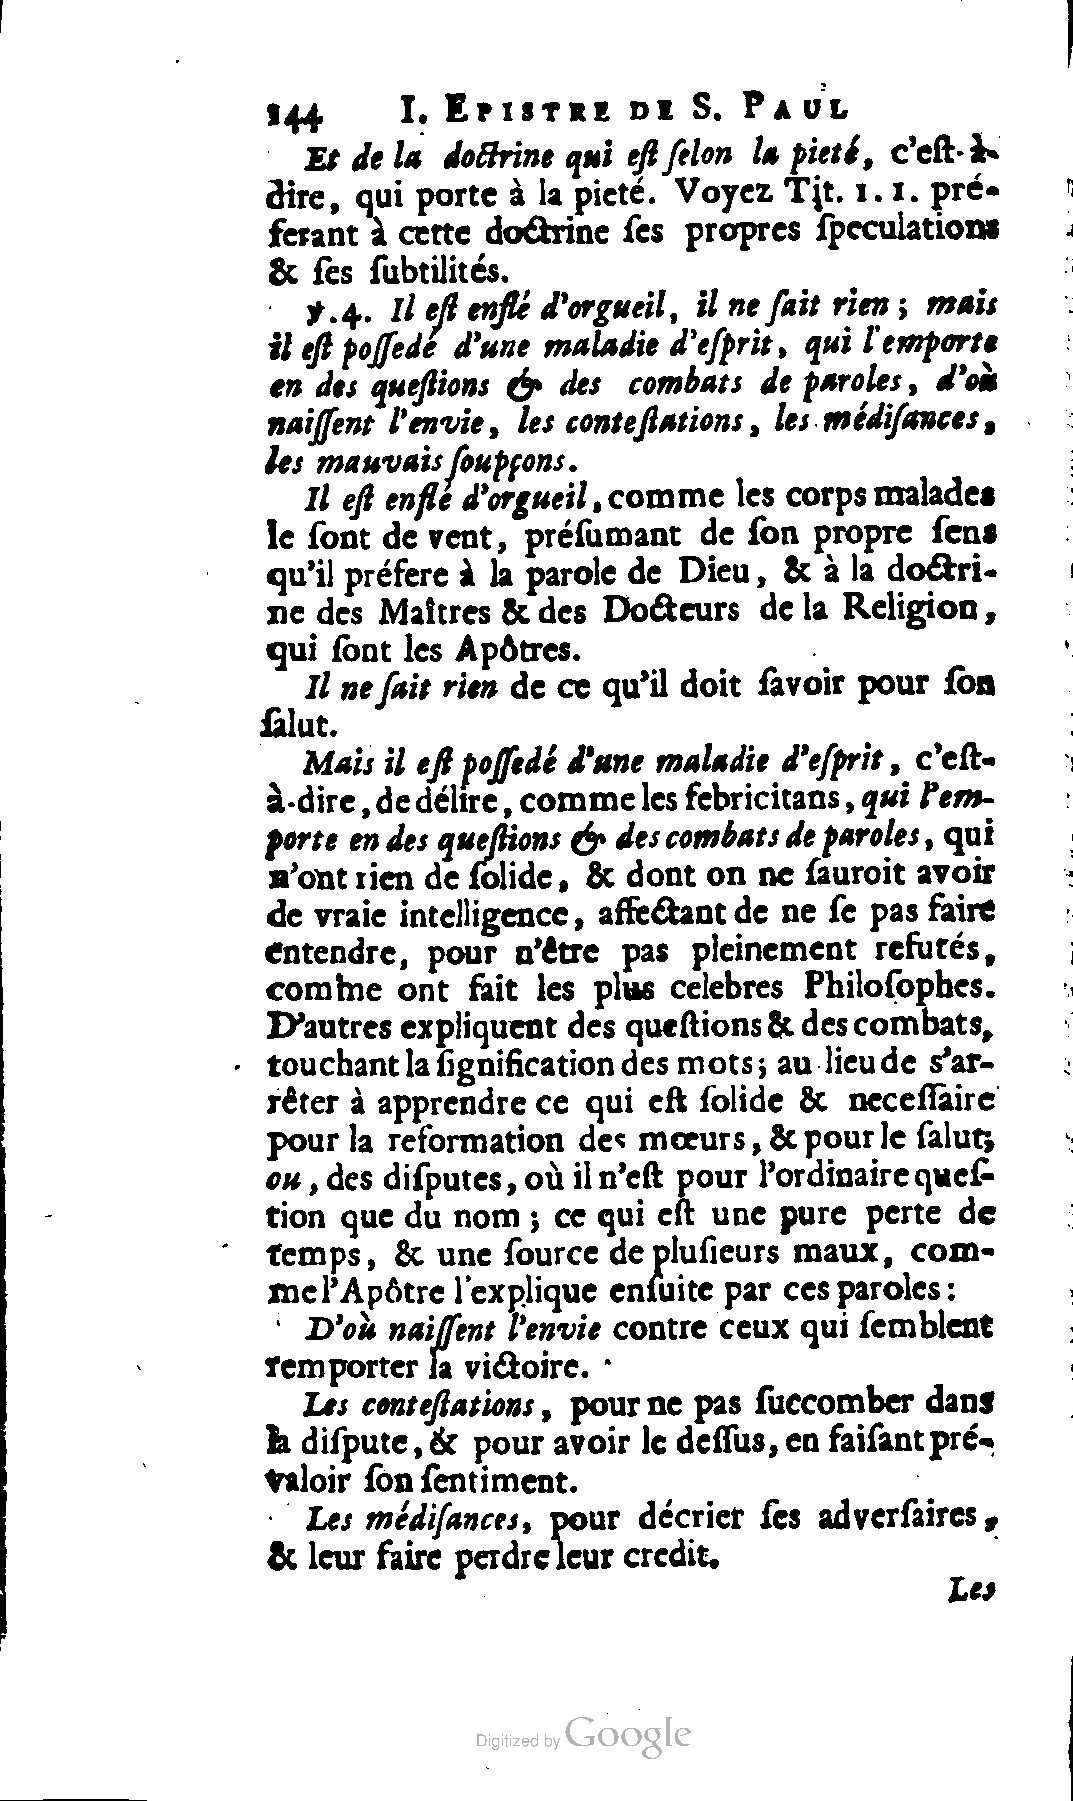 144 I. EPISTRE DE S. PAUL
Et de la doctrine qui eſt ſelon la pieté, c'eſt-à-
dire, qui porte à la pieté. Voyez Tit. 1. 1. pré-
ferant à cette doctrine ſes propres ſpeculations
& ſes ſubtilités.
ỳ. 4. Il eſt enflé d'orgueil, il ne ſait rien ; mais
il eſt poſſedé d'une maladie d'eſprit, qui l'emporte
en des queſtions & des combats de paroles, d'où
naiſſent l'envie, les conteſtations, les médiſances,
les mauvais ſoupçons.
Il eſt enflé d'orgueil, comme les corps malades
le ſont de vent, préſumant de ſon propre ſens
qu'il préfere à la parole de Dieu, & à la doctri-
ne des Maîtres & des Docteurs de la Religion,
qui ſont les Apôtres.
Il ne ſait rien de ce qu'il doit ſavoir pour ſon
ſalut.
Mais il eſt poſſedé d'une maladie d'eſprit, c'eſt-
à-dire, de délire, comme les febricitans, qui l'em-
porte en des queſtions & des combats de paroles, qui
n'ont rien de ſolide, & dont on ne ſauroit avoir
de vraie intelligence, affectant de ne ſe pas faire
entendre, pour n'être pas pleinement refutés,
comme ont fait les plus celebres Philoſophes.
D'autres expliquent des queſtions & des combats,
touchant la ſignification des mots; au lieu de s'ar-
rêter à apprendre ce qui eſt ſolide & neceſſaire
pour la reformation des mœurs, & pour le ſalut;
ou, des diſputes, où il n'eſt pour l'ordinaire queſ-
tion que du nom ; ce qui eſt une pure perte de
temps, & une ſource de pluſieurs maux, com-
me l'Apôtre l'explique enſuite par ces paroles :
D'où naiſſent l'envie contre ceux qui ſemblent
remporter la victoire.
Les conteſtations, pour ne pas ſuccomber dans
la diſpute, & pour avoir le deſſus, en faiſant pré-
valoir ſon ſentiment.
Les médiſances, pour décrier ſes adverſaires,
& leur faire perdre leur credit.
Les
Digitized by Google